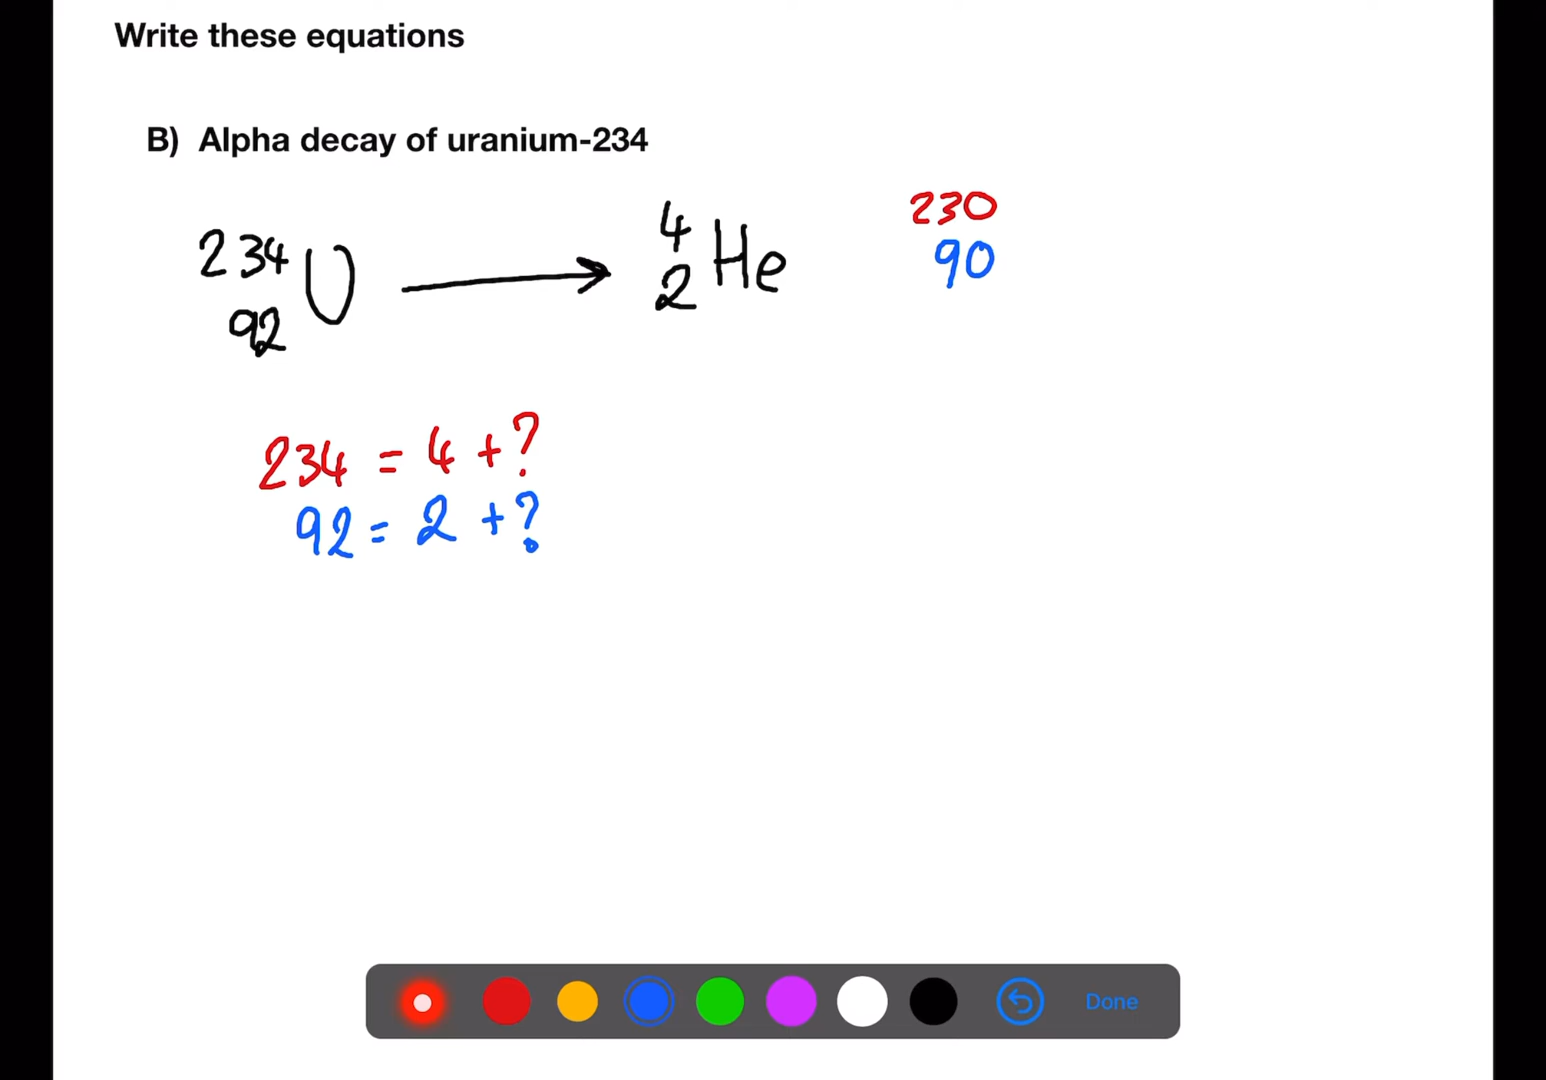 Write these equations
B) Alpha decay of uranium-234
234 92 U → 4 2 He 230 90
234 = 4 + ?
92 = 2 + ?
Done